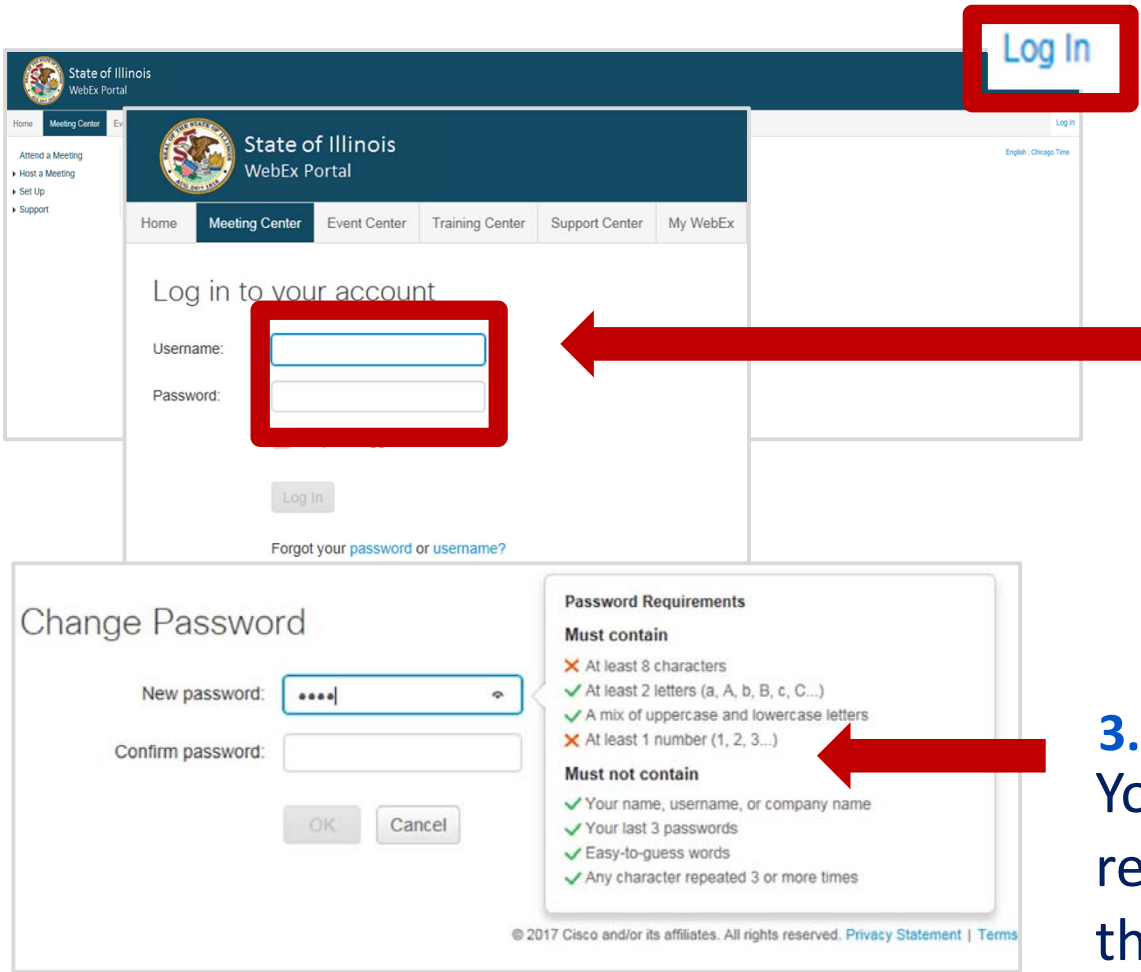 Log In
State of Illinois
WebEx Portal
Home Meeting Center Ev
Log In
Attend a Meeting
Host a Meeting
Set Up
Support
English : Chicago Time
State of Illinois
WebEx Portal
Home Meeting Center Event Center Training Center Support Center My WebEx
Log in to your account
Username:
Password:
Log In
Forgot your password or username?
Change Password
New password:
Confirm password:
OK Cancel
Password Requirements
Must contain
At least 8 characters
At least 2 letters (a, A, b, B, c, C...)
A mix of uppercase and lowercase letters
At least 1 number (1, 2, 3...)
Must not contain
Your name, username, or company name
Your last 3 passwords
Easy-to-guess words
Any character repeated 3 or more times
© 2017 Cisco and/or its affiliates. All rights reserved. Privacy Statement | Terms
3.
Yo
re
th